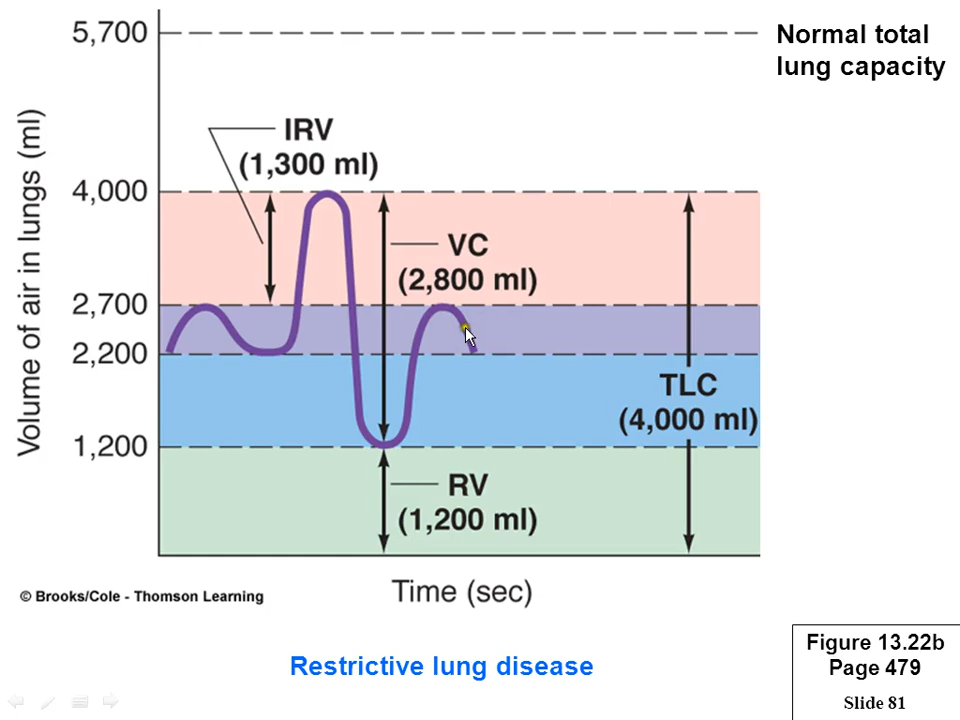 5,700
Normal total
lung capacity
IRV
(1,300 ml)
4,000
VC
(2,800 ml)
2,700
2,200
TLC
(4,000 ml)
1,200
RV
(1,200 ml)
Volume of air in lungs (ml)
Time (sec)
© Brooks/Cole - Thomson Learning
Restrictive lung disease
Figure 13.22b
Page 479
Slide 81